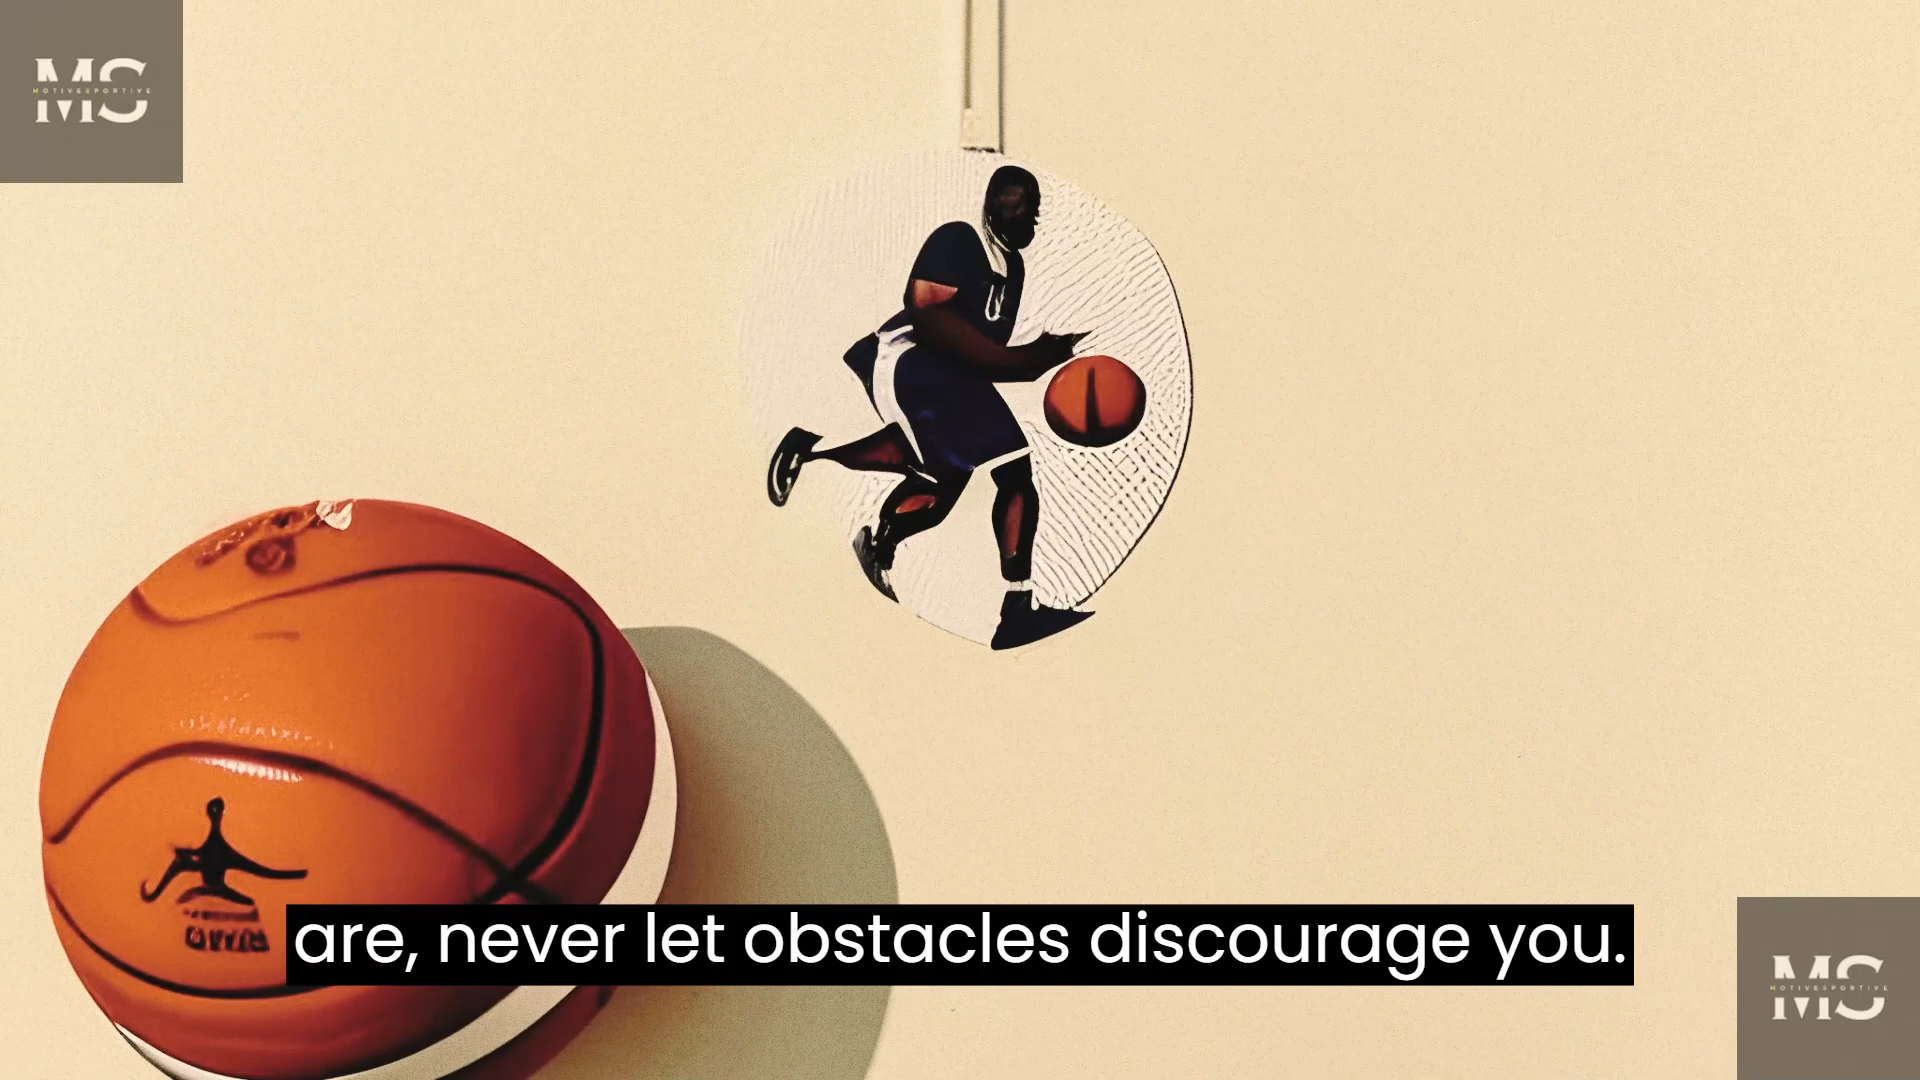 MS
MOTIVESPORTIVE
are, never let obstacles discourage you.
MS
MOTIVESPORTIVE